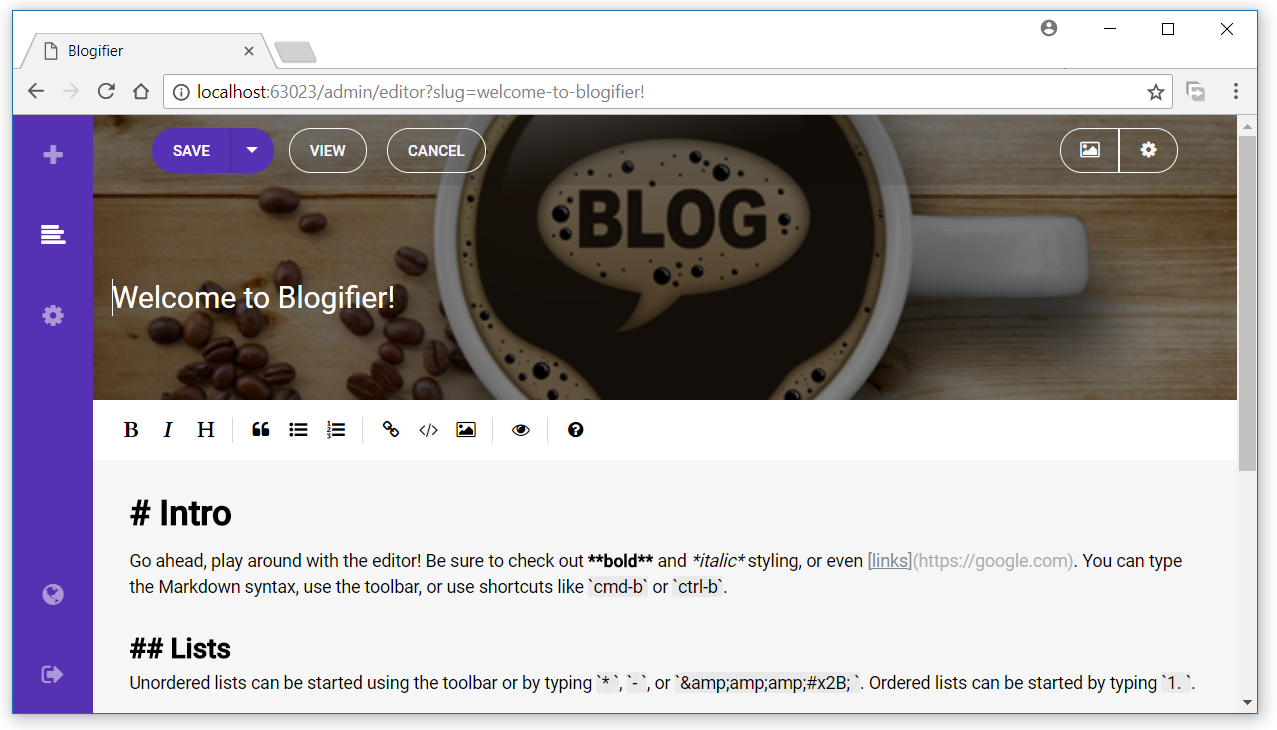 Blogifier
localhost:63023/admin/editor?slug=welcome-to-blogifier!
SAVE VIEW CANCEL
BLOG
Welcome to Blogifier!
B I H
# Intro
Go ahead, play around with the editor! Be sure to check out **bold** and *italic* styling, or even [links](https://google.com). You can type
the Markdown syntax, use the toolbar, or use shortcuts like `cmd-b` or `ctrl-b`.
## Lists
Unordered lists can be started using the toolbar or by typing `* `, `- `, or `&amp;amp;amp;#x2B; `. Ordered lists can be started by typing `1. `.